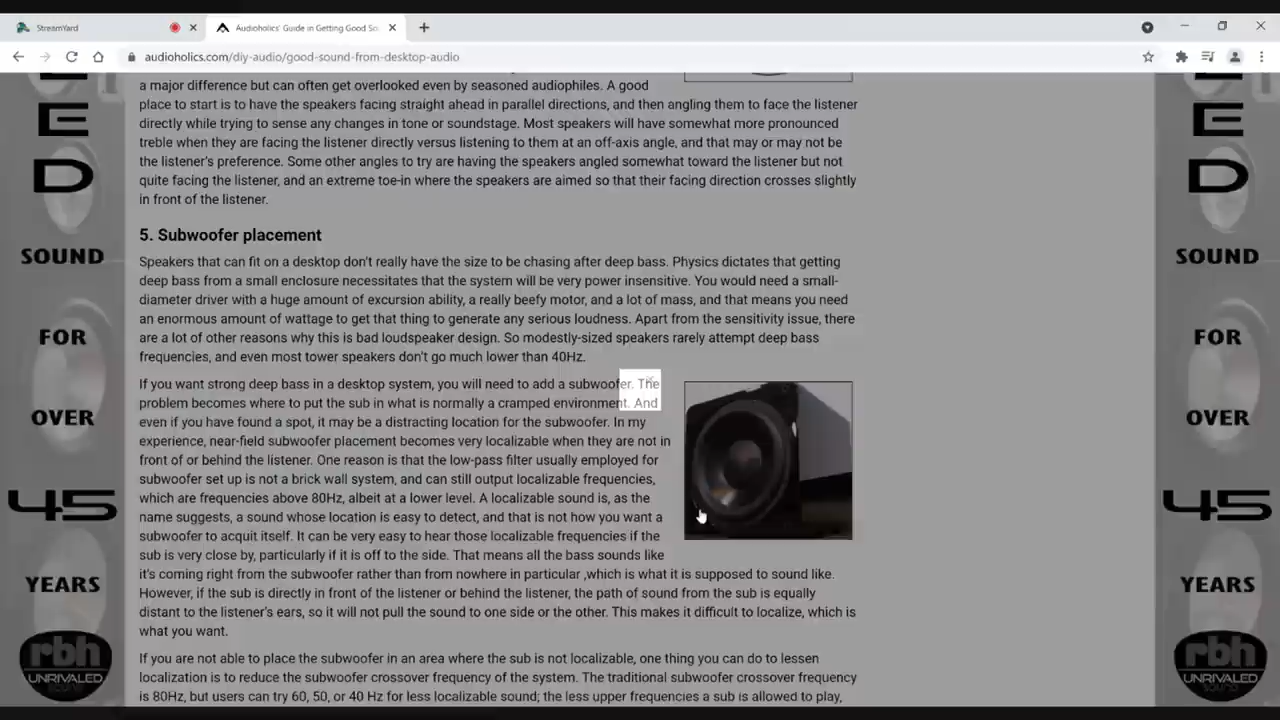 StreamYard
Audioholics' Guide in Getting Good So
audioholics.com/diy-audio/good-sound-from-desktop-audio
E
D
SOUND
FOR
OVER
45
YEARS
rbh
SOUND
UNRIVALED
a major difference but can often get overlooked even by seasoned audiophiles. A good
place to start is to have the speakers facing straight ahead in parallel directions, and then angling them to face the listener
directly while trying to sense any changes in tone or soundstage. Most speakers will have somewhat more pronounced
treble when they are facing the listener directly versus listening to them at an off-axis angle, and that may or may not be
the listener's preference. Some other angles to try are having the speakers angled somewhat toward the listener but not
quite facing the listener, and an extreme toe-in where the speakers are aimed so that their facing direction crosses slightly
in front of the listener.
5. Subwoofer placement
Speakers that can fit on a desktop don't really have the size to be chasing after deep bass. Physics dictates that getting
deep bass from a small enclosure necessitates that the system will be very power insensitive. You would need a small-
diameter driver with a huge amount of excursion ability, a really beefy motor, and a lot of mass, and that means you need
an enormous amount of wattage to get that thing to generate any serious loudness. Apart from the sensitivity issue, there
are a lot of other reasons why this is bad loudspeaker design. So modestly-sized speakers rarely attempt deep bass
frequencies, and even most tower speakers don't go much lower than 40Hz.
If you want strong deep bass in a desktop system, you will need to add a subwoofer. The
problem becomes where to put the sub in what is normally a cramped environment. And
even if you have found a spot, it may be a distracting location for the subwoofer. In my
experience, near-field subwoofer placement becomes very localizable when they are not in
front of or behind the listener. One reason is that the low-pass filter usually employed for
subwoofer set up is not a brick wall system, and can still output localizable frequencies,
which are frequencies above 80Hz, albeit at a lower level. A localizable sound is, as the
name suggests, a sound whose location is easy to detect, and that is not how you want a
subwoofer to acquit itself. It can be very easy to hear those localizable frequencies if the
sub is very close by, particularly if it is off to the side. That means all the bass sounds like
it's coming right from the subwoofer rather than from nowhere in particular ,which is what it is supposed to sound like.
However, if the sub is directly in front of the listener or behind the listener, the path of sound from the sub is equally
distant to the listener's ears, so it will not pull the sound to one side or the other. This makes it difficult to localize, which is
what you want.
If you are not able to place the subwoofer in an area where the sub is not localizable, one thing you can do to lessen
localization is to reduce the subwoofer crossover frequency of the system. The traditional subwoofer crossover frequency
is 80Hz, but users can try 60, 50, or 40 Hz for less localizable sound; the less upper frequencies a sub is allowed to play,
E
D
SOUND
FOR
OVER
45
YEARS
rbh
SOUND
UNRIVALED